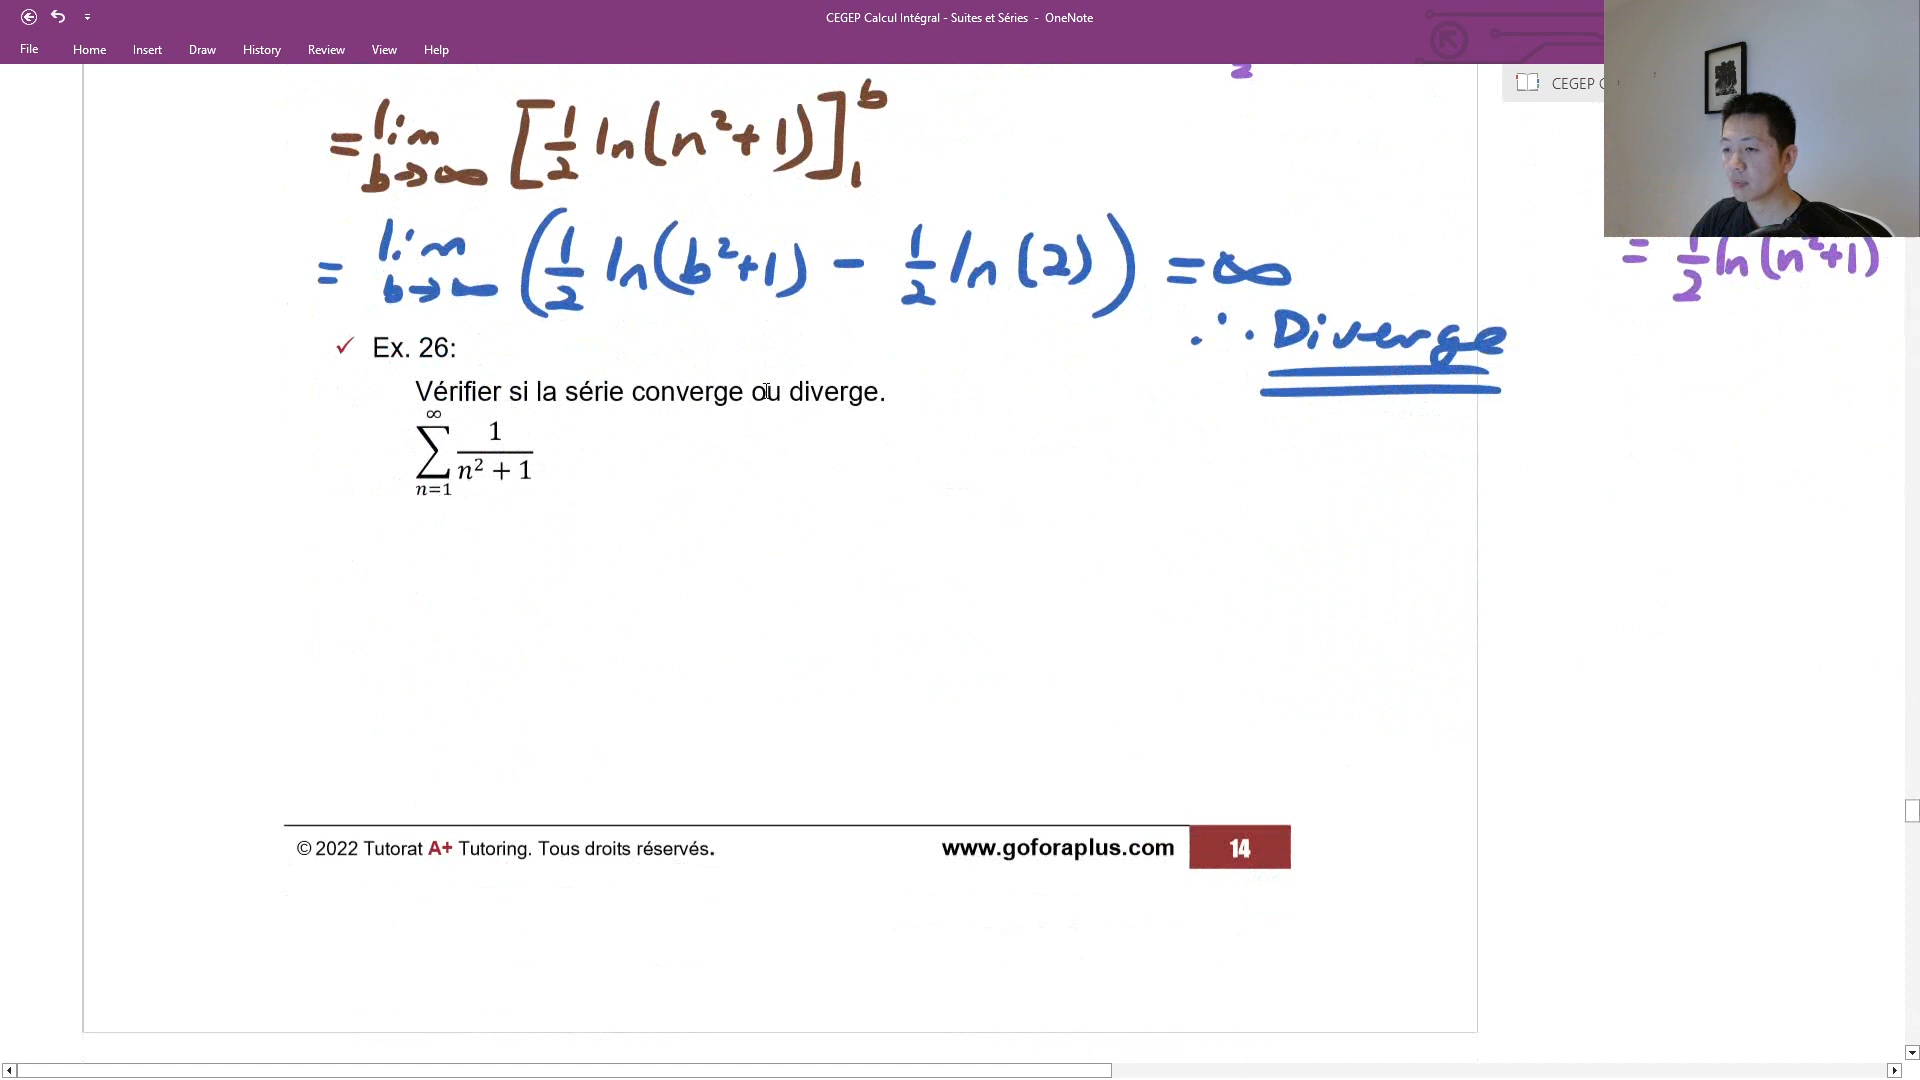 CEGEP Calcul Intégral - Suites et Séries - OneNote
File Home Insert Draw History Review View Help
CEGEP
= lim b→∞ [1/2 ln(n²+1)]₁ᵇ
= lim b→∞ (1/2 ln(b²+1) - 1/2 ln(2)) = ∞
= 1/2 ln(n²+1)
∴ Diverge
✓ Ex. 26:
Vérifier si la série converge ou diverge.
∞
∑ 1/(n² + 1)
n=1
© 2022 Tutorat A+ Tutoring. Tous droits réservés.
www.goforaplus.com
14